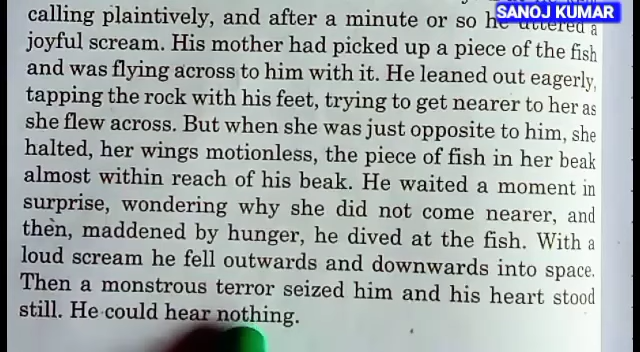 SANOJ KUMAR
calling plaintively, and after a minute or so he uttered a
joyful scream. His mother had picked up a piece of the fish
and was flying across to him with it. He leaned out eagerly,
tapping the rock with his feet, trying to get nearer to her as
she flew across. But when she was just opposite to him, she
halted, her wings motionless, the piece of fish in her beak
almost within reach of his beak. He waited a moment in
surprise, wondering why she did not come nearer, and
then, maddened by hunger, he dived at the fish. With a
loud scream he fell outwards and downwards into space.
Then a monstrous terror seized him and his heart stood
still. He could hear nothing.